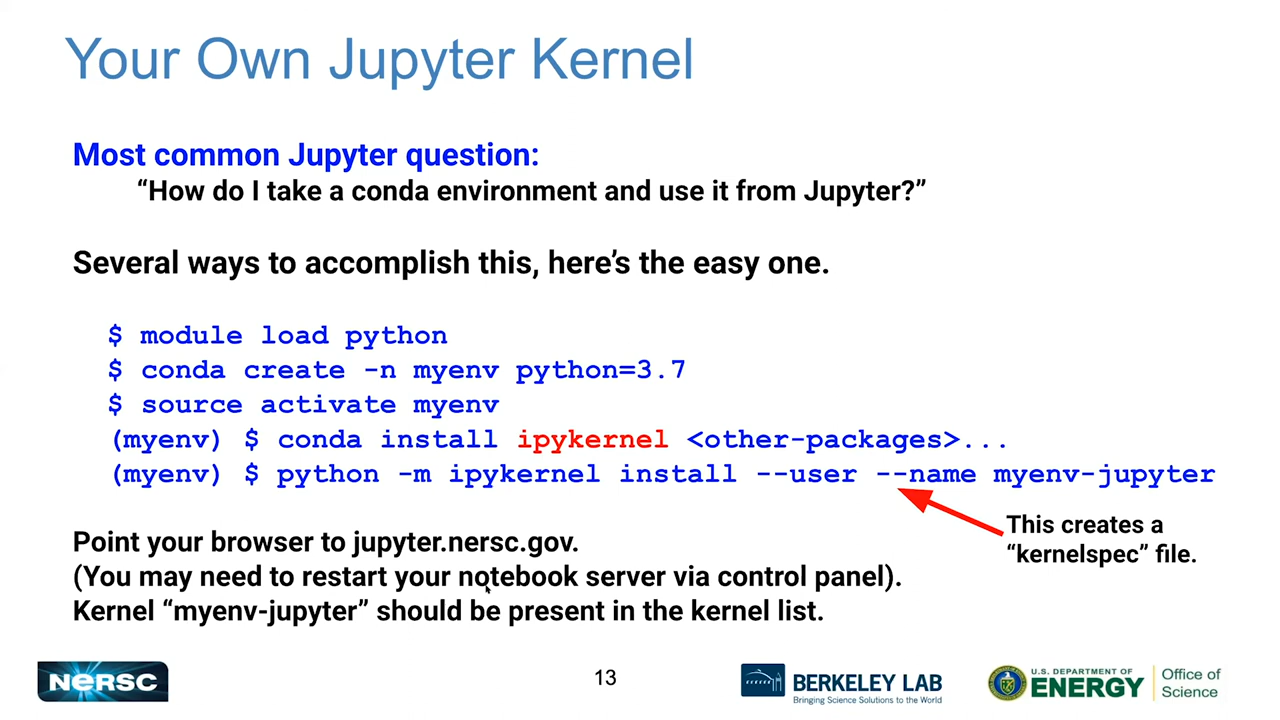 Your Own Jupyter Kernel
Most common Jupyter question:
“How do I take a conda environment and use it from Jupyter?”
Several ways to accomplish this, here’s the easy one.
$ module load python
$ conda create -n myenv python=3.7
$ source activate myenv
(myenv) $ conda install ipykernel <other-packages>...
(myenv) $ python -m ipykernel install --user --name myenv-jupyter
This creates a
“kernelspec” file.
Point your browser to jupyter.nersc.gov.
(You may need to restart your notebook server via control panel).
Kernel “myenv-jupyter” should be present in the kernel list.
NERSC
13
BERKELEY LAB
Bringing Science Solutions to the World
U.S. DEPARTMENT OF
ENERGY
Office of
Science